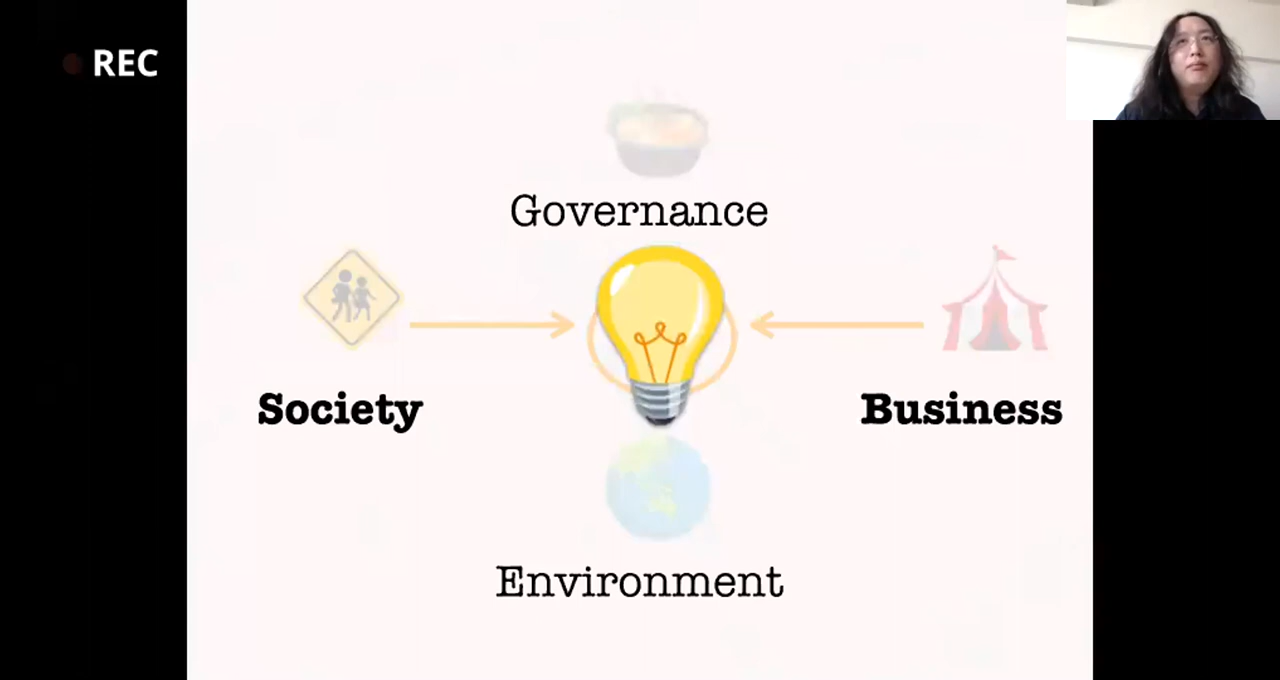 REC
Governance
Society
Business
Environment